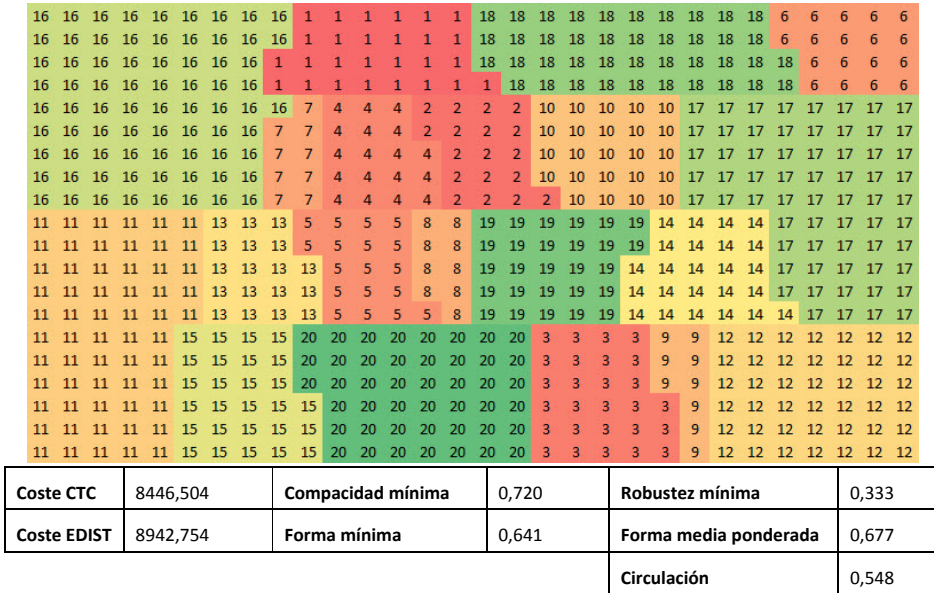 16 16 16 16 16 16 16 16 16 1 1 1 1 1 1 18 18 18 18 18 18 18 18 18 18 6 6 6 6 6
16 16 16 16 16 16 16 16 16 1 1 1 1 1 1 18 18 18 18 18 18 18 18 18 18 6 6 6 6 6
16 16 16 16 16 16 16 16 1 1 1 1 1 1 1 18 18 18 18 18 18 18 18 18 18 18 6 6 6 6
16 16 16 16 16 16 16 16 1 1 1 1 1 1 1 1 18 18 18 18 18 18 18 18 18 18 6 6 6 6
16 16 16 16 16 16 16 16 16 7 4 4 4 2 2 2 2 10 10 10 10 10 17 17 17 17 17 17 17 17
16 16 16 16 16 16 16 16 7 7 4 4 4 2 2 2 2 10 10 10 10 10 17 17 17 17 17 17 17 17
16 16 16 16 16 16 16 16 7 7 4 4 4 4 2 2 2 10 10 10 10 10 17 17 17 17 17 17 17 17
16 16 16 16 16 16 16 16 7 7 4 4 4 4 2 2 2 10 10 10 10 10 17 17 17 17 17 17 17 17
16 16 16 16 16 16 16 16 7 7 4 4 4 4 2 2 2 2 10 10 10 10 17 17 17 17 17 17 17 17
11 11 11 11 11 11 13 13 13 5 5 5 5 8 8 19 19 19 19 19 19 14 14 14 14 17 17 17 17 17
11 11 11 11 11 11 13 13 13 5 5 5 5 8 8 19 19 19 19 19 19 14 14 14 14 17 17 17 17 17
11 11 11 11 11 11 13 13 13 13 5 5 5 8 8 19 19 19 19 19 14 14 14 14 14 17 17 17 17 17
11 11 11 11 11 11 13 13 13 13 5 5 5 8 8 19 19 19 19 19 14 14 14 14 14 17 17 17 17 17
11 11 11 11 11 11 13 13 13 13 5 5 5 5 8 19 19 19 19 19 14 14 14 14 14 14 17 17 17 17
11 11 11 11 11 15 15 15 15 20 20 20 20 20 20 20 20 3 3 3 3 9 9 12 12 12 12 12 12 12
11 11 11 11 11 15 15 15 15 20 20 20 20 20 20 20 20 3 3 3 3 9 9 12 12 12 12 12 12 12
11 11 11 11 11 15 15 15 15 20 20 20 20 20 20 20 20 3 3 3 3 9 9 12 12 12 12 12 12 12
11 11 11 11 11 15 15 15 15 15 20 20 20 20 20 20 20 3 3 3 3 3 9 12 12 12 12 12 12 12
11 11 11 11 11 15 15 15 15 15 20 20 20 20 20 20 20 3 3 3 3 3 9 12 12 12 12 12 12 12
11 11 11 11 11 15 15 15 15 15 20 20 20 20 20 20 20 3 3 3 3 3 9 12 12 12 12 12 12 12
Coste CTC 8446,504 Compacidad mínima 0,720 Robustez mínima 0,333
Coste EDIST 8942,754 Forma mínima 0,641 Forma media ponderada 0,677
Circulación 0,548